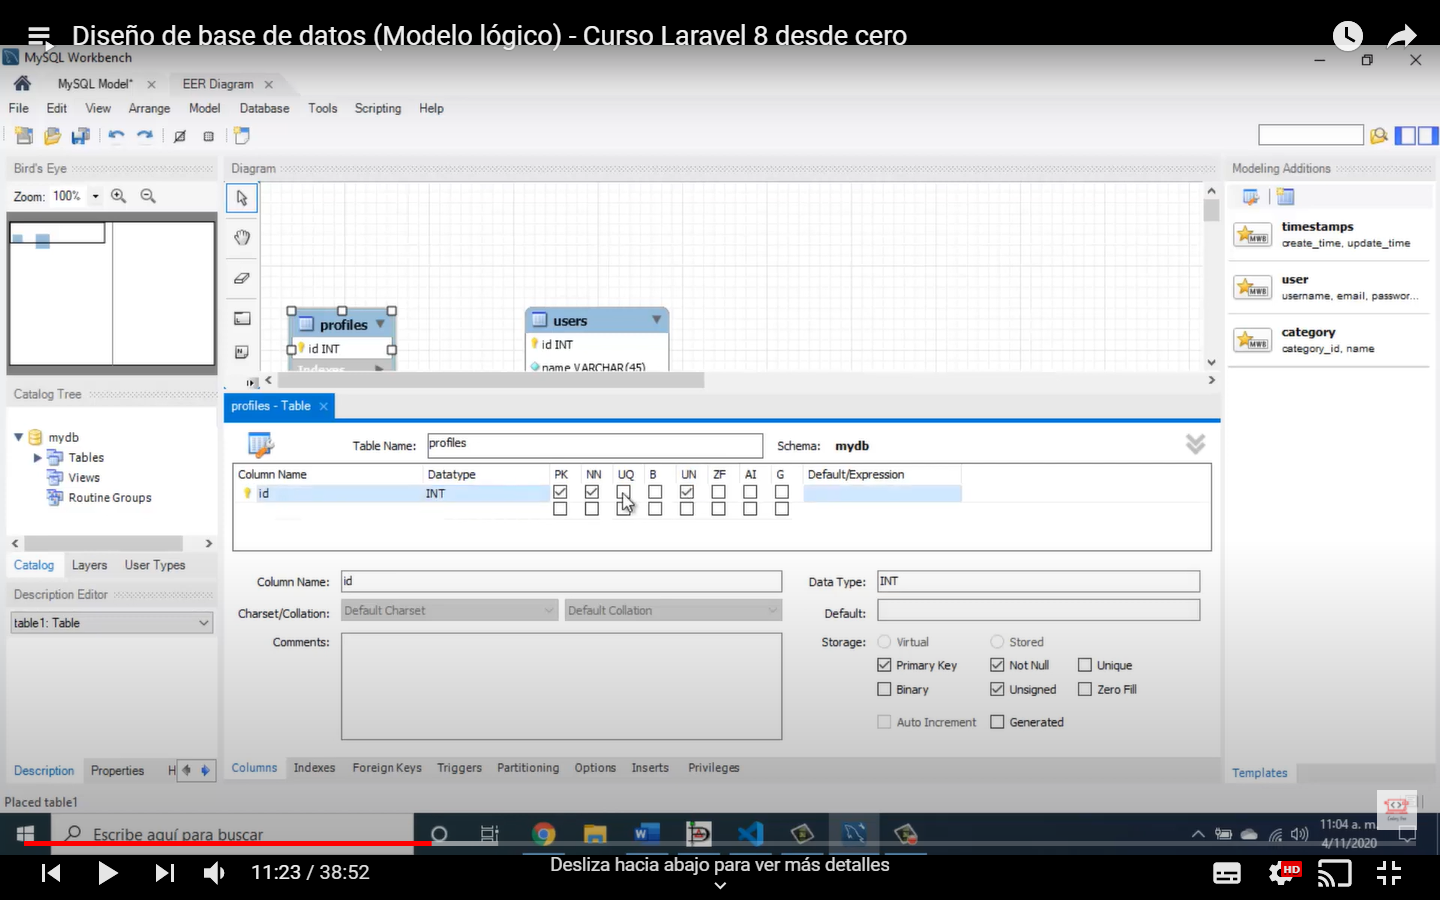 Diseño de base de datos (Modelo lógico) - Curso Laravel 8 desde cero
MySQL Workbench
MySQL Model*
EER Diagram
File Edit View Arrange Model Database Tools Scripting Help
Bird's Eye
Diagram
Modeling Additions
Zoom: 100%
timestamps
create_time, update_time
user
username, email, passwor...
category
category_id, name
profiles
id INT
Indexes
users
id INT
name VARCHAR(45)
Catalog Tree
mydb
Tables
Views
Routine Groups
Catalog Layers User Types
Description Editor
table1: Table
Description Properties H
profiles - Table
Table Name: profiles Schema: mydb
Column Name Datatype PK NN UQ B UN ZF AI G Default/Expression
id INT
Column Name: id Data Type: INT
Charset/Collation: Default Charset Default Collation Default:
Comments: Storage: Virtual Stored
Primary Key Not Null Unique
Binary Unsigned Zero Fill
Auto Increment Generated
Columns Indexes Foreign Keys Triggers Partitioning Options Inserts Privileges
Templates
Placed table1
Escribe aquí para buscar
11:04 a. m.
4/11/2020
11:23 / 38:52
Desliza hacia abajo para ver más detalles
HD